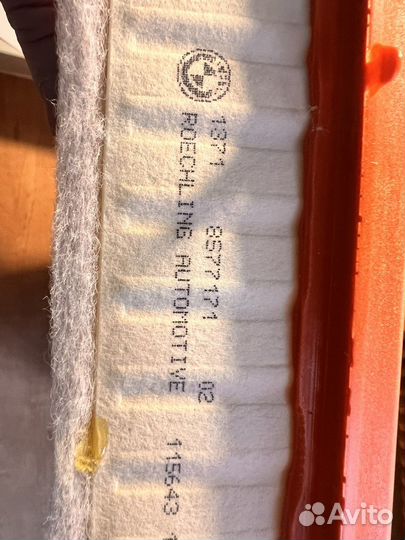 1371 8577171 02
ROECHLING AUTOMOTIVE 115643
Avito